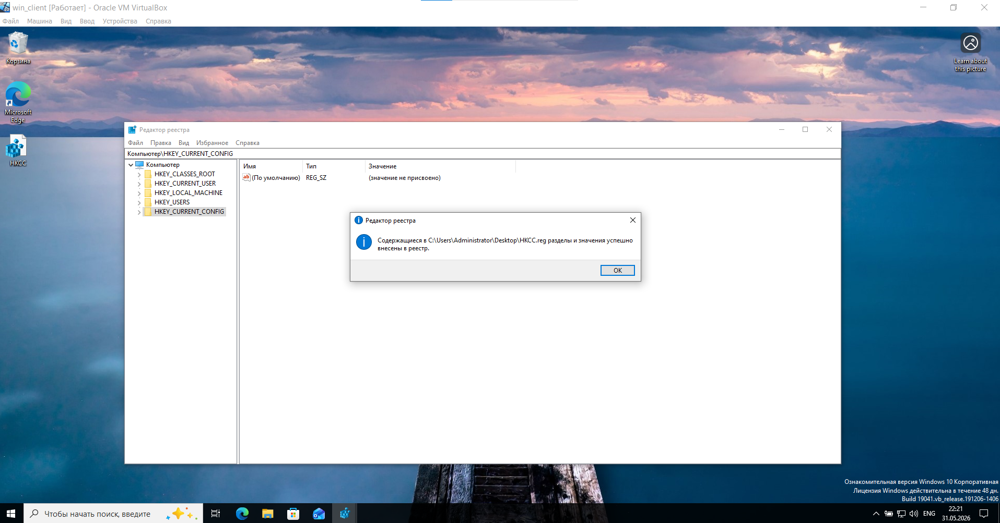 win_client [Работает] - Oracle VM VirtualBox
Файл Машина Вид Ввод Устройства Справка
Корзина
Learn about
this picture
Microsoft
Edge
HKCC
Редактор реестра
Файл Правка Вид Избранное Справка
Компьютер\HKEY_CURRENT_CONFIG
Компьютер
HKEY_CLASSES_ROOT
HKEY_CURRENT_USER
HKEY_LOCAL_MACHINE
HKEY_USERS
HKEY_CURRENT_CONFIG
Имя Тип Значение
ab (По умолчанию) REG_SZ (значение не присвоено)
Редактор реестра
Содержащиеся в C:\Users\Administrator\Desktop\HKCC.reg разделы и значения успешно
внесены в реестр.
OK
Ознакомительная версия Windows 10 Корпоративная
Лицензия Windows действительна в течение 48 дн.
Build 19041.vb_release.191206-1406
Чтобы начать поиск, введите
ENG
22:21
31.05.2026